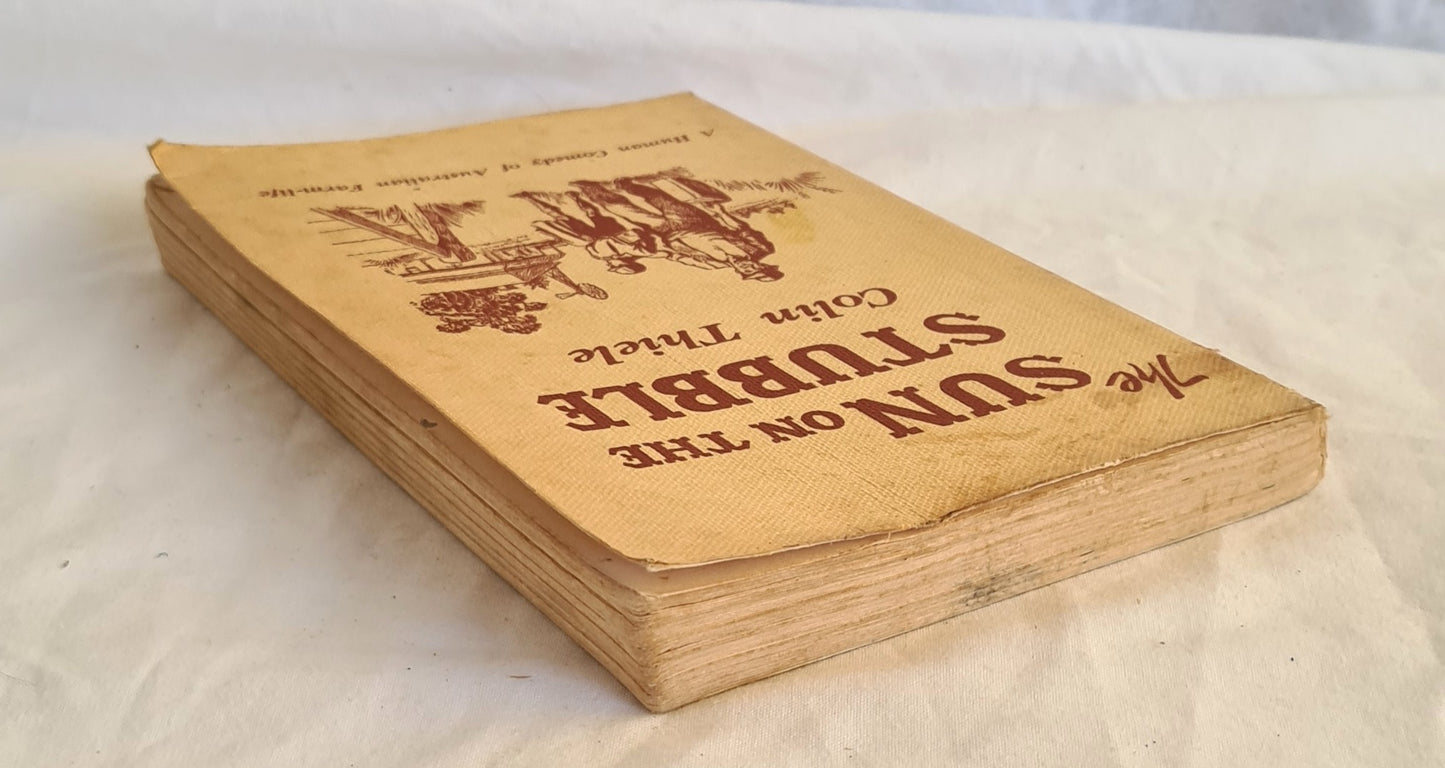 The SUN ON THE
STUBBLE
Colin Thiele
A Human Comedy of Australian Farm-life